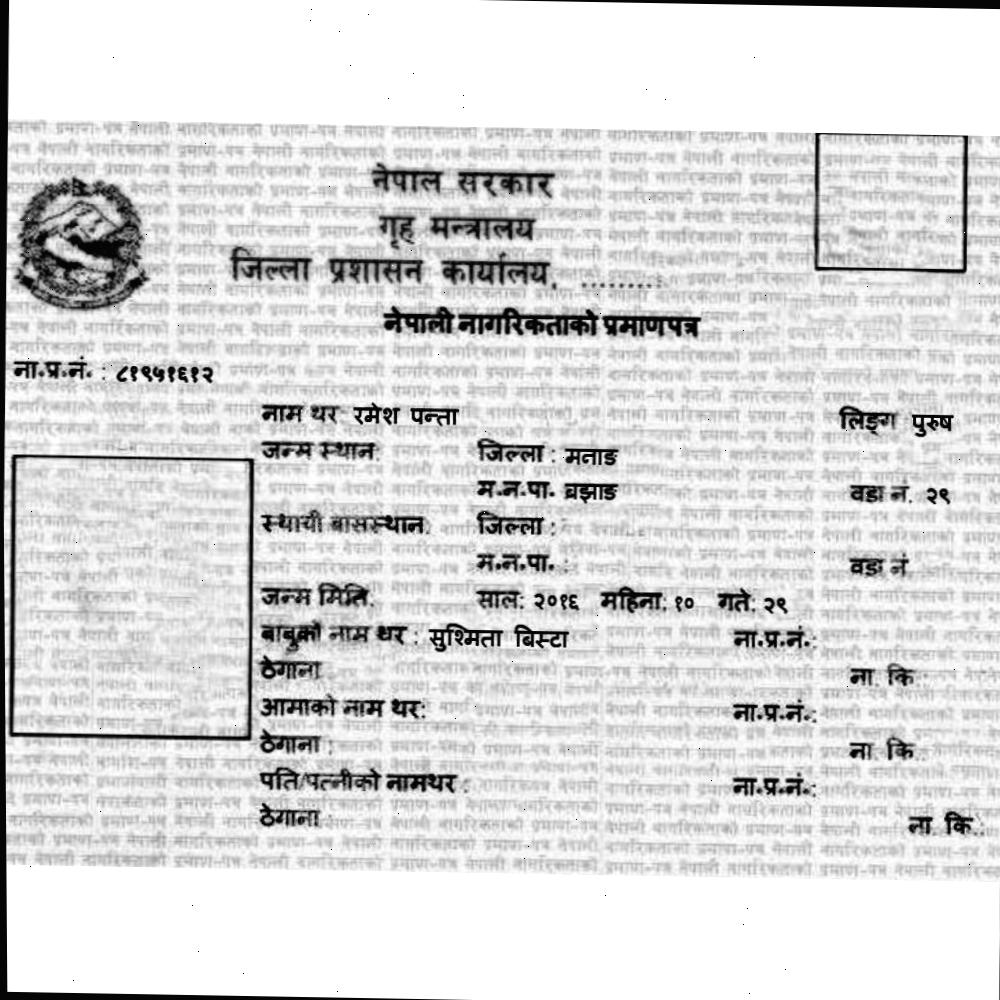 नेपाल सरकार
गृह मन्त्रालय
जिल्ला प्रशासन कार्यालय, .........
नेपाली नागरिकताको प्रमाणपत्र
ना.प्र.नं. : ८१९५१६१२
नाम थर: रमेश पन्ता लिङ्ग पुरुष
जन्म स्थान: जिल्ला : मनाङ
म.न.पा. बझाङ वडा नं. २९
स्थायी बासस्थान: जिल्ला :
म.न.पा. : वडा नं
जन्म मिति: साल: २०१६ महिना: १० गते: २९
बाबुको नाम थर : सुश्मिता बिस्टा ना.प्र.नं.:
ठेगाना ना. कि.:
आमाको नाम थर: ना.प्र.नं.:
ठेगाना : ना. कि.:
पति/पत्नीको नामथर : ना.प्र.नं.:
ठेगाना : ना. कि.: